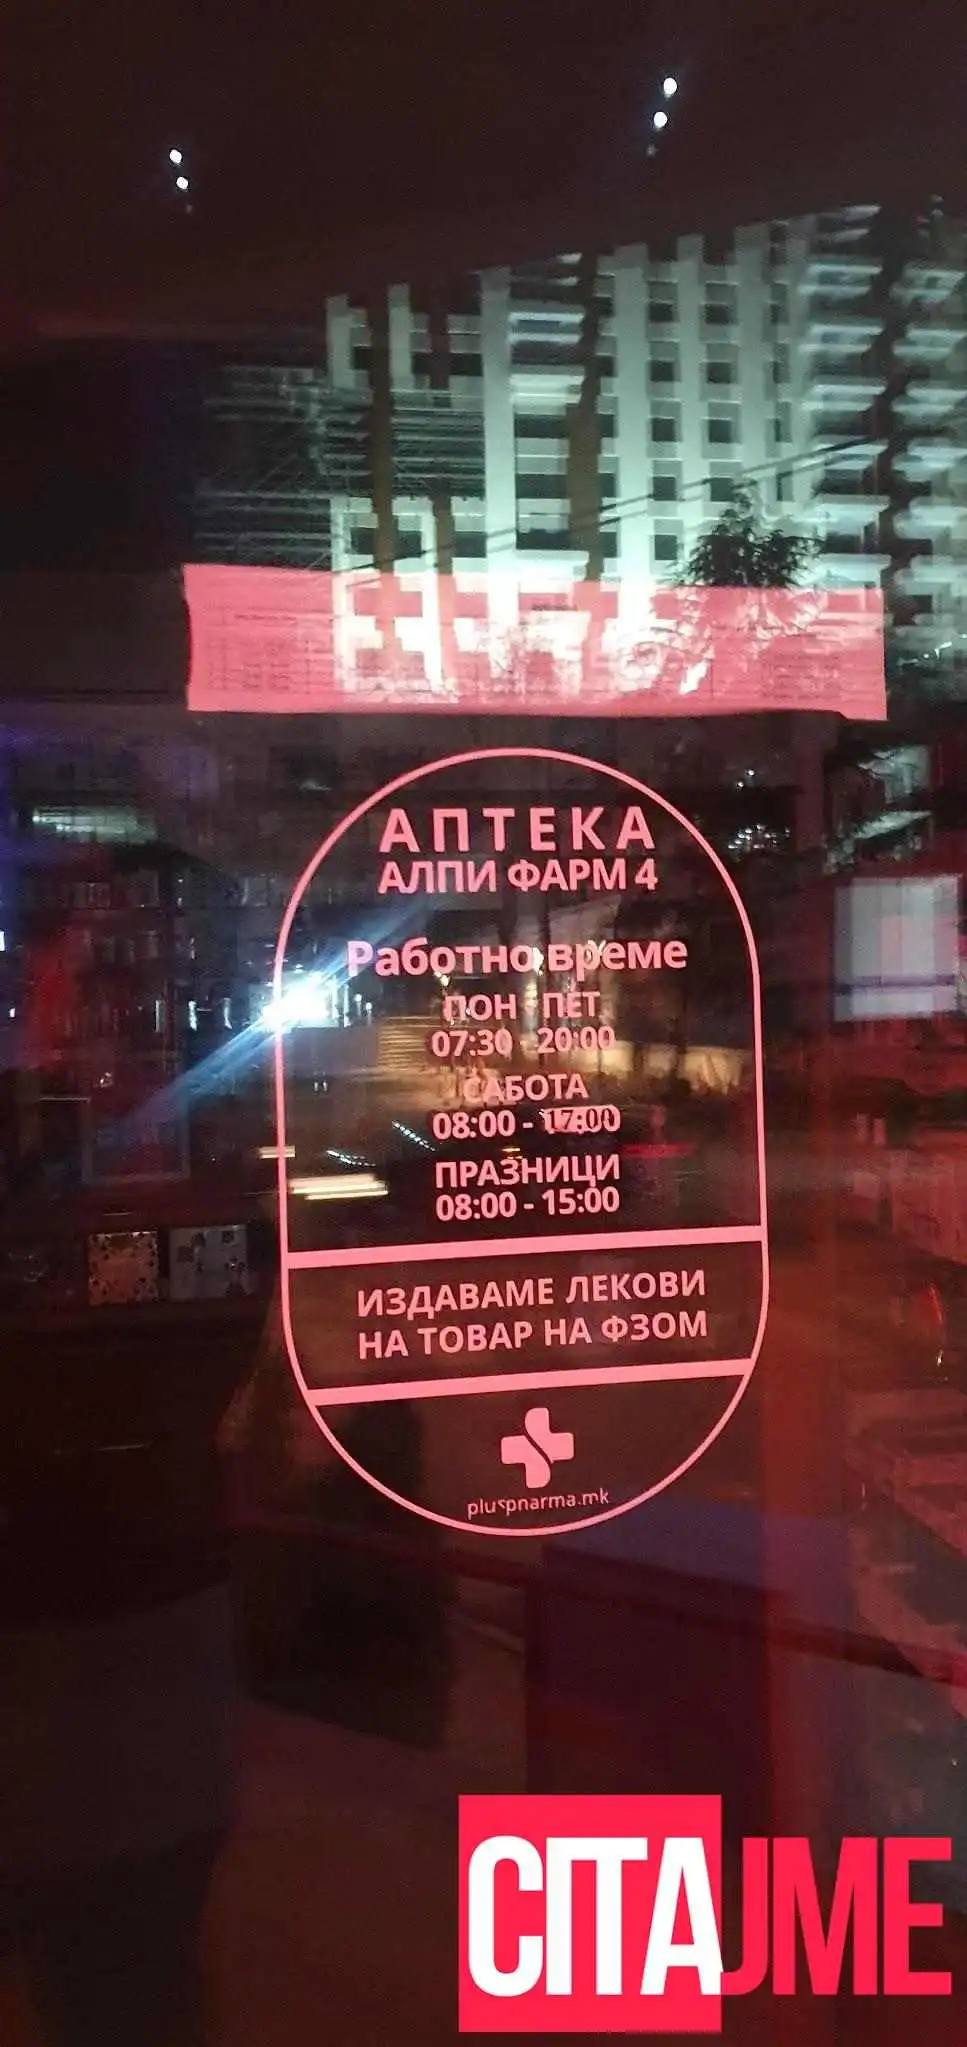 АПТЕКА
АЛПИ ФАРМ 4
Работно време
ПОН - ПЕТ
07:30 - 20:00
САБОТА
08:00 - 17:00
ПРАЗНИЦИ
08:00 - 15:00
ИЗДАВАМЕ ЛЕКОВИ
НА ТОВАР НА ФЗОМ
pluspharma.mk
CITAJME